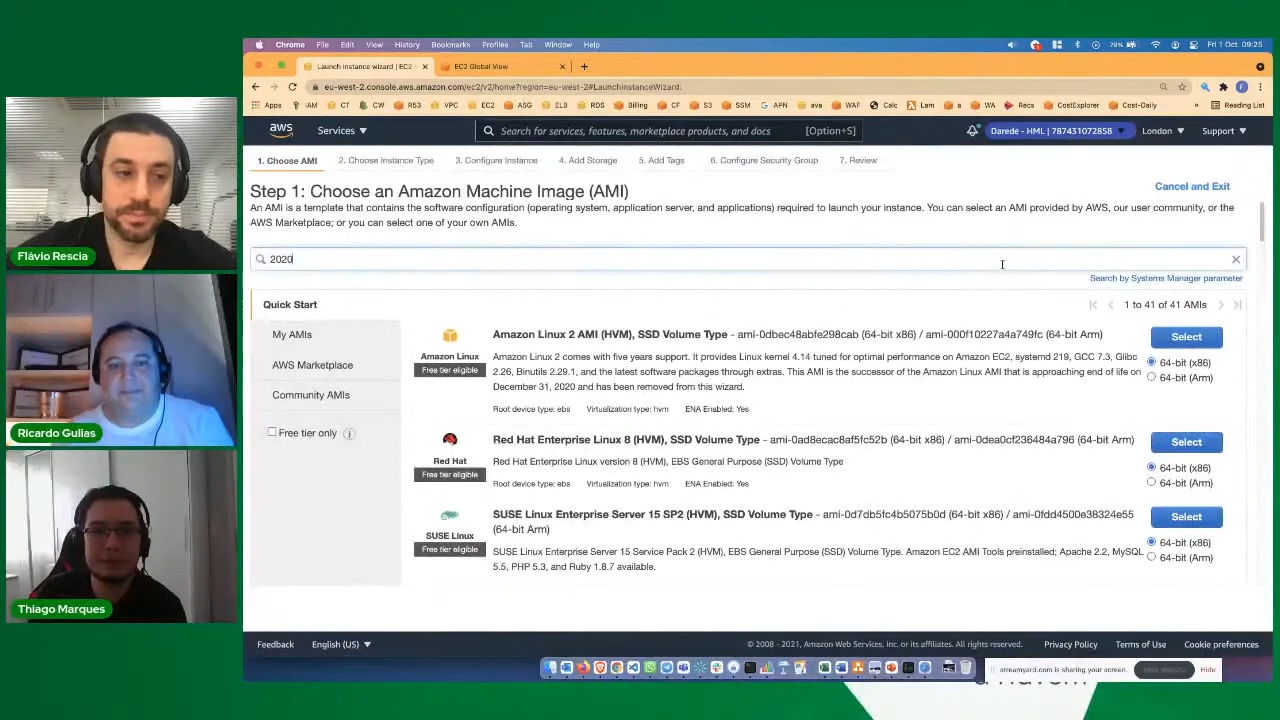 Chrome File Edit View History Bookmarks Profiles Tab Window Help
79% Fri 1 Oct 09:25
Launch instance wizard | EC2
EC2 Global View
eu-west-2.console.aws.amazon.com/ec2/v2/home?region=eu-west-2#LaunchInstanceWizard:
Apps IAM CT CW R53 VPC EC2 ASG ELB RDS Billing CF SSM APN java WAF Calc Lam a WA Recs CostExplorer Cost-Daily Reading List
aws Services Search for services, features, marketplace products, and docs [Option+S] Darede - HML | 787431072858 London Support
1. Choose AMI 2. Choose Instance Type 3. Configure Instance 4. Add Storage 5. Add Tags 6. Configure Security Group 7. Review
Step 1: Choose an Amazon Machine Image (AMI)
Cancel and Exit
An AMI is a template that contains the software configuration (operating system, application server, and applications) required to launch your instance. You can select an AMI provided by AWS, our user community, or the
AWS Marketplace; or you can select one of your own AMIs.
2020
Search by Systems Manager parameter
Quick Start
1 to 41 of 41 AMIs
My AMIs
AWS Marketplace
Community AMIs
Free tier only
Amazon Linux
Free tier eligible
Amazon Linux 2 AMI (HVM), SSD Volume Type - ami-0dbec48abfe298cab (64-bit x86) / ami-000f10227a4a749fc (64-bit Arm)
Amazon Linux 2 comes with five years support. It provides Linux kernel 4.14 tuned for optimal performance on Amazon EC2, systemd 219, GCC 7.3, Glibc
2.26, Binutils 2.29.1, and the latest software packages through extras. This AMI is the successor of the Amazon Linux AMI that is approaching end of life on
December 31, 2020 and has been removed from this wizard.
Root device type: ebs Virtualization type: hvm ENA Enabled: Yes
Select
64-bit (x86)
64-bit (Arm)
Red Hat
Free tier eligible
Red Hat Enterprise Linux 8 (HVM), SSD Volume Type - ami-0ad8ecac8af5fc52b (64-bit x86) / ami-0dea0cf236484a796 (64-bit Arm)
Red Hat Enterprise Linux version 8 (HVM), EBS General Purpose (SSD) Volume Type
Root device type: ebs Virtualization type: hvm ENA Enabled: Yes
Select
64-bit (x86)
64-bit (Arm)
SUSE Linux
Free tier eligible
SUSE Linux Enterprise Server 15 SP2 (HVM), SSD Volume Type - ami-0d7db5fc4b5075b0d (64-bit x86) / ami-0fdd4500e38324e55
(64-bit Arm)
SUSE Linux Enterprise Server 15 Service Pack 2 (HVM), EBS General Purpose (SSD) Volume Type. Amazon EC2 AMI Tools preinstalled; Apache 2.2, MySQL
5.5, PHP 5.3, and Ruby 1.8.7 available.
Select
64-bit (x86)
64-bit (Arm)
Feedback English (US) © 2008 - 2021, Amazon Web Services, Inc. or its affiliates. All rights reserved. Privacy Policy Terms of Use Cookie preferences
streamyard.com is sharing your screen. Hide
Flávio Rescia
Ricardo Gulias
Thiago Marques